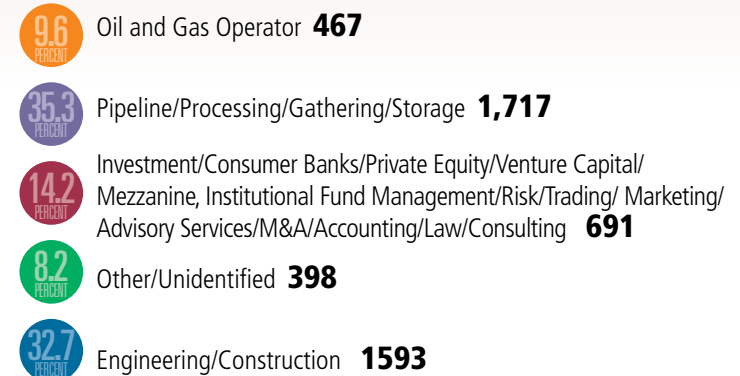 9.6
PERCENT
Oil and Gas Operator 467
35.3
PERCENT
Pipeline/Processing/Gathering/Storage 1,717
14.2
PERCENT
Investment/Consumer Banks/Private Equity/Venture Capital/
Mezzanine, Institutional Fund Management/Risk/Trading/ Marketing/
Advisory Services/M&A/Accounting/Law/Consulting 691
8.2
PERCENT
Other/Unidentified 398
32.7
PERCENT
Engineering/Construction 1593